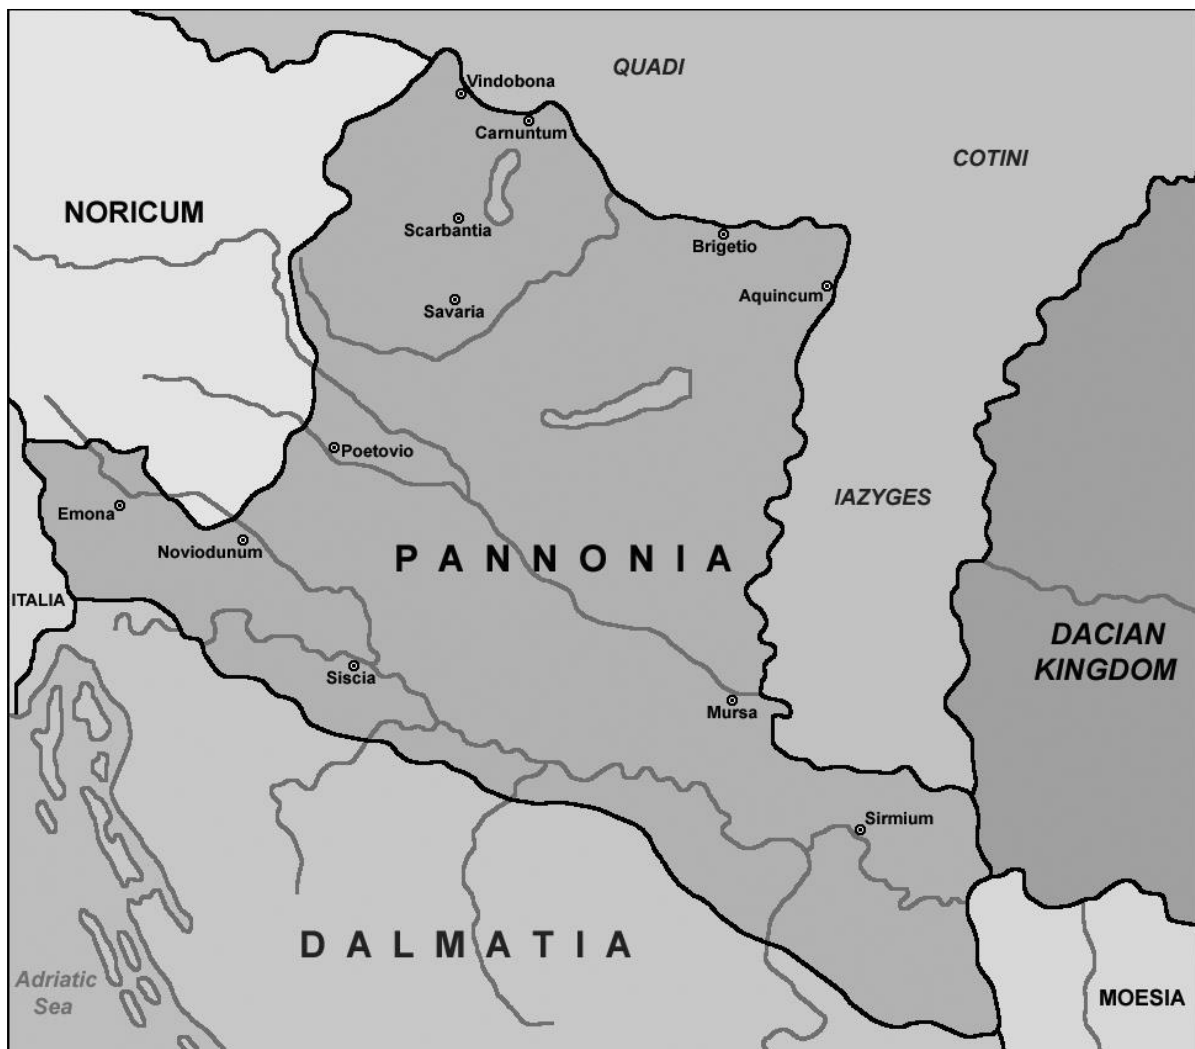 QUADI
Vindobona
Carnuntum
COTINI
NORICUM
Scarbantia
Brigetio
Aquincum
Savaria
Poetovio
IAZYGES
Emona
Noviodunum
PANNONIA
ITALIA
DACIAN
KINGDOM
Siscia
Mursa
Sirmium
DALMATIA
Adriatic
Sea
MOESIA